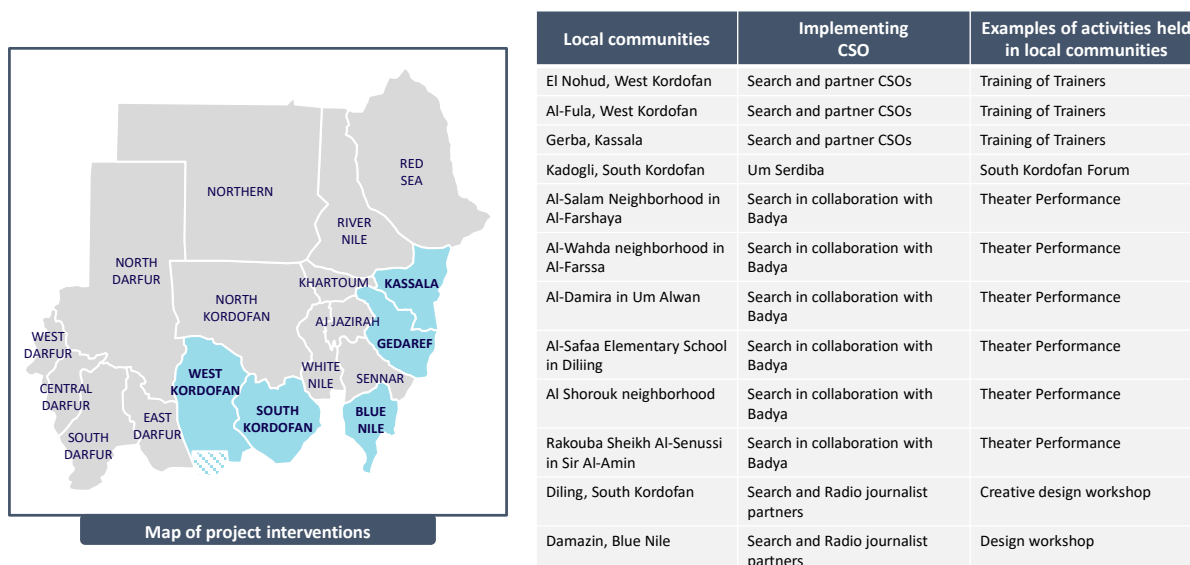 RED
SEA
NORTHERN
RIVER
NILE
NORTH
DARFUR
KHARTOUM
KASSALA
NORTH
KORDOFAN
AJ JAZIRAH
GEDAREF
WEST
DARFUR
WHITE
NILE
SENNAR
WEST
KORDOFAN
CENTRAL
DARFUR
SOUTH
KORDOFAN
BLUE
NILE
EAST
DARFUR
SOUTH
DARFUR
Map of project interventions
Local communities
Implementing
CSO
Examples of activities held
in local communities
El Nohud, West Kordofan
Search and partner CSOs
Training of Trainers
Al-Fula, West Kordofan
Search and partner CSOs
Training of Trainers
Gerba, Kassala
Search and partner CSOs
Training of Trainers
Kadogli, South Kordofan
Um Serdiba
South Kordofan Forum
Al-Salam Neighborhood in
Al-Farshaya
Search in collaboration with
Badya
Theater Performance
Al-Wahda neighborhood in
Al-Farssa
Search in collaboration with
Badya
Theater Performance
Al-Damira in Um Alwan
Search in collaboration with
Badya
Theater Performance
Al-Safaa Elementary School
in Diliing
Search in collaboration with
Badya
Theater Performance
Al Shorouk neighborhood
Search in collaboration with
Badya
Theater Performance
Rakouba Sheikh Al-Senussi
in Sir Al-Amin
Search in collaboration with
Badya
Theater Performance
Diling, South Kordofan
Search and Radio journalist
partners
Creative design workshop
Damazin, Blue Nile
Search and Radio journalist
partners
Design workshop